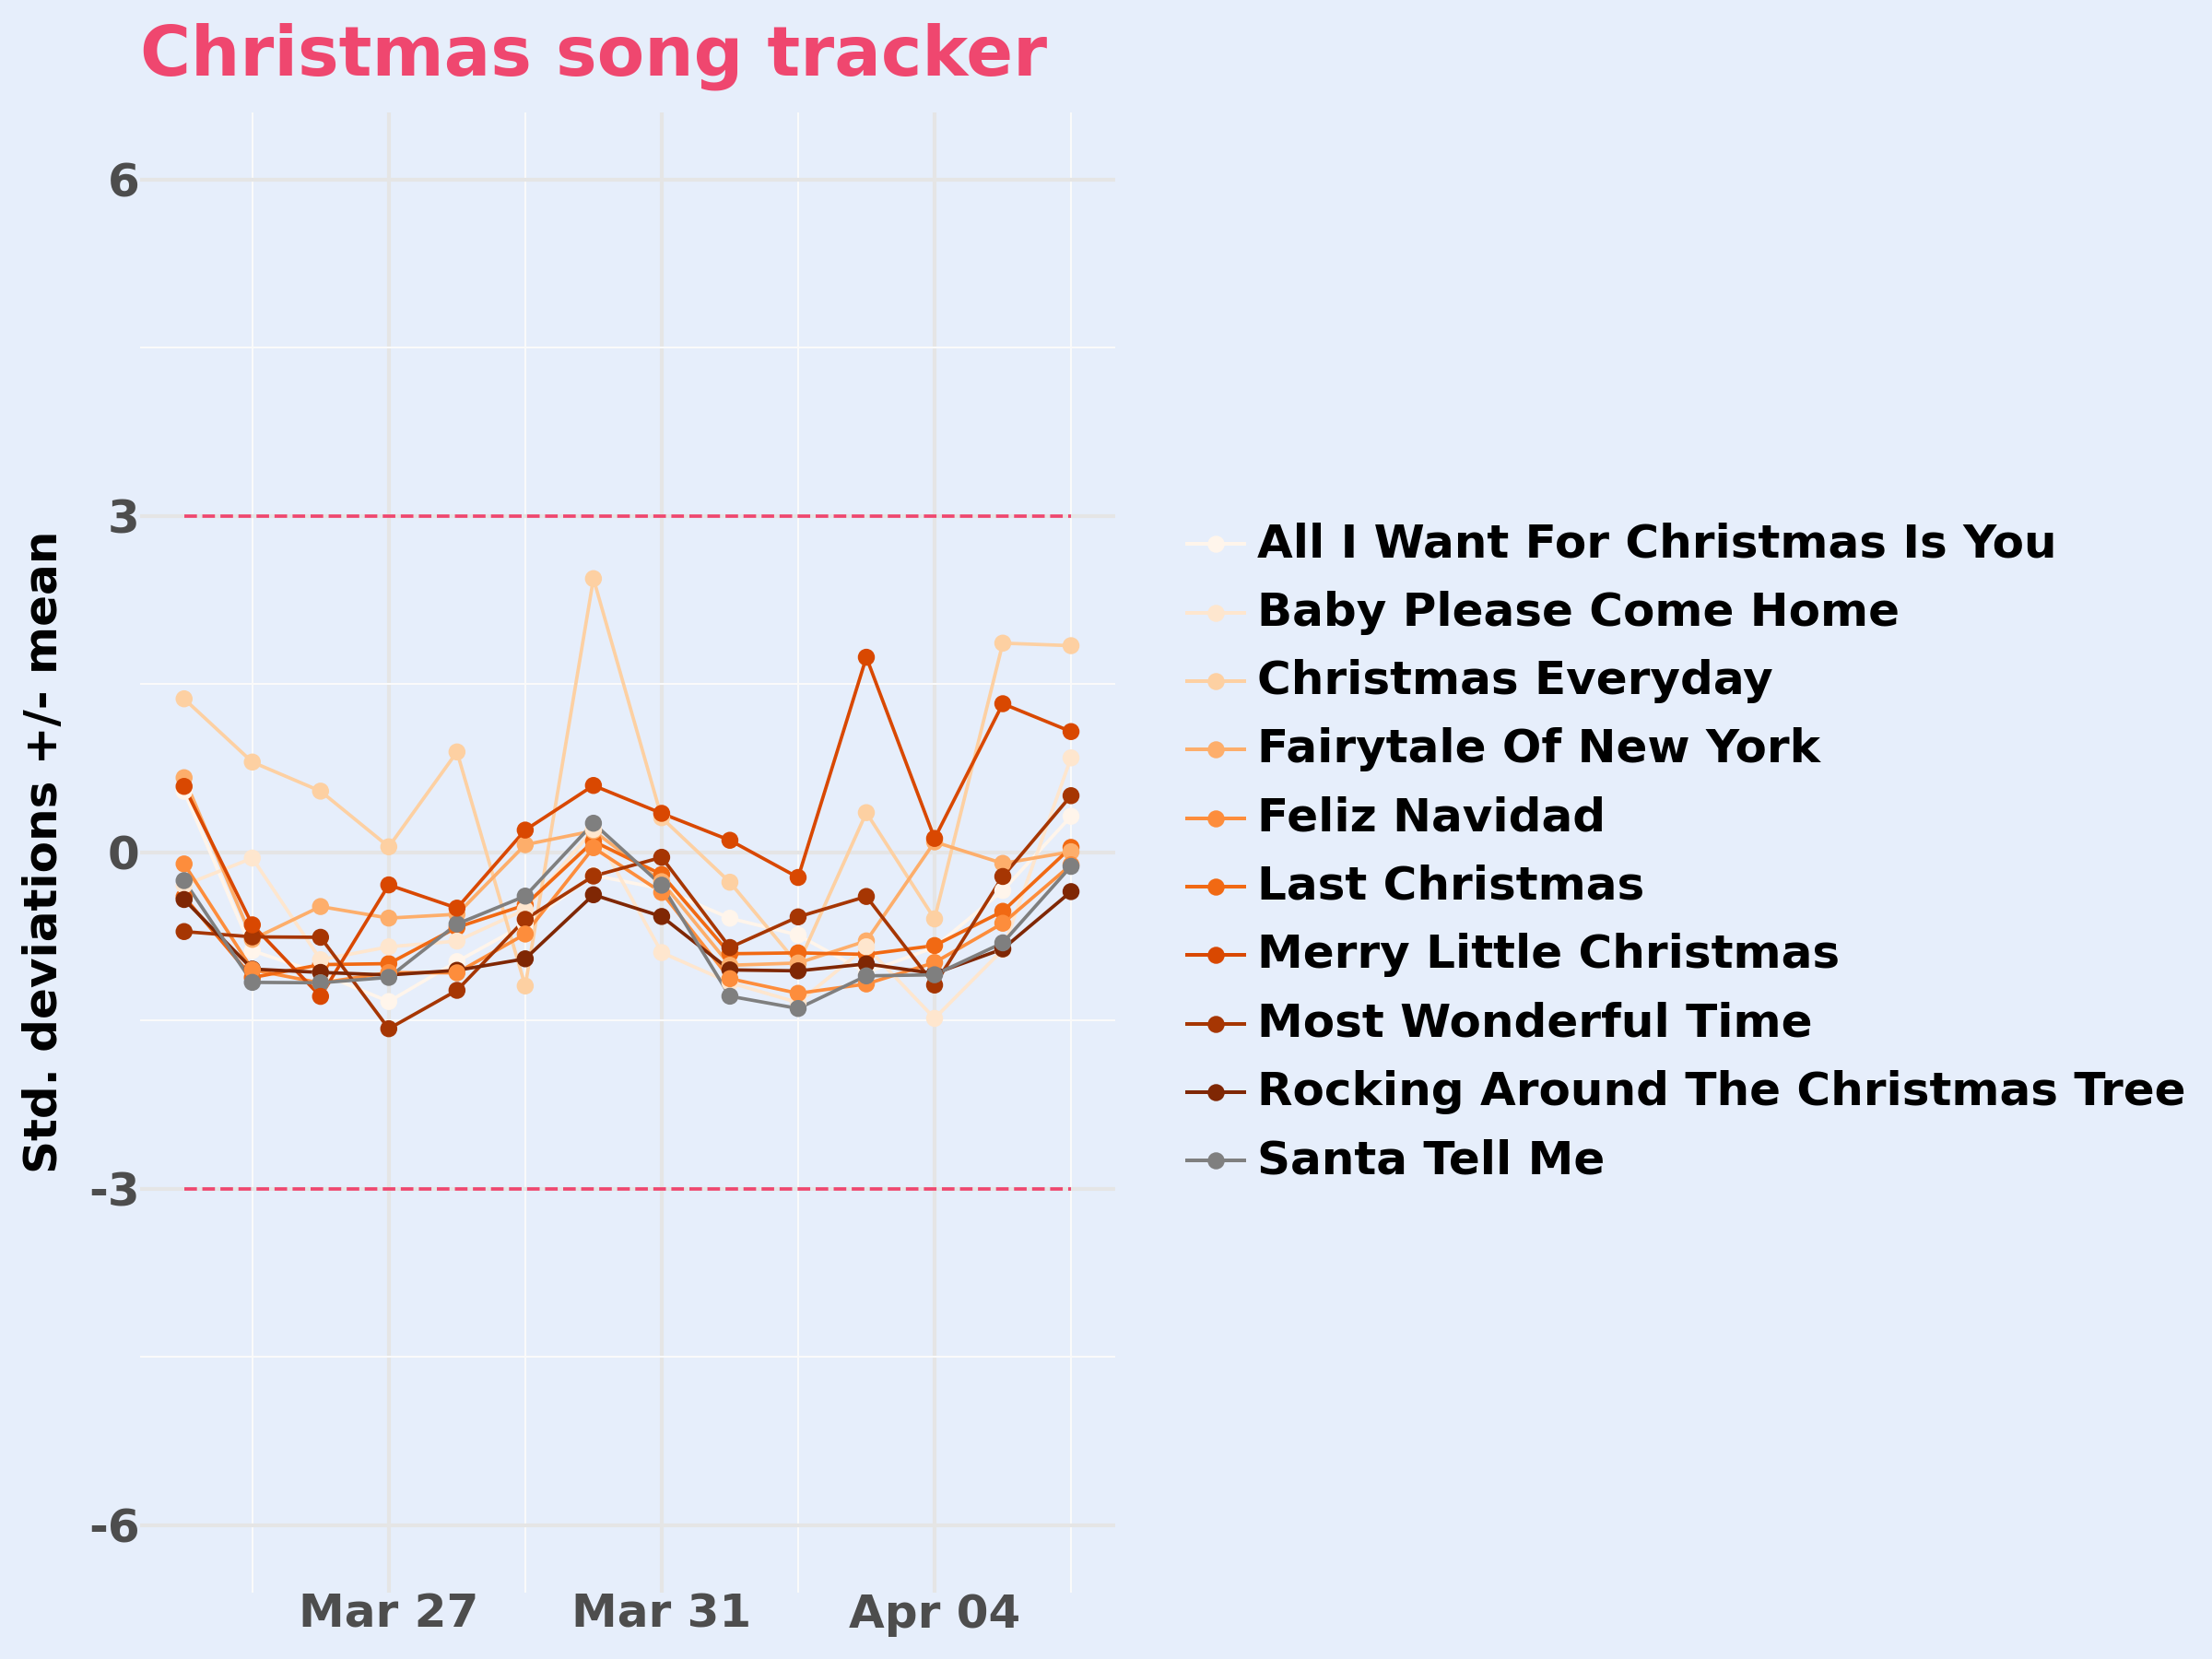 Christmas song tracker
Std. deviations +/- mean
6
3
0
-3
-6
Mar 27
Mar 31
Apr 04
All I Want For Christmas Is You
Baby Please Come Home
Christmas Everyday
Fairytale Of New York
Feliz Navidad
Last Christmas
Merry Little Christmas
Most Wonderful Time
Rocking Around The Christmas Tree
Santa Tell Me